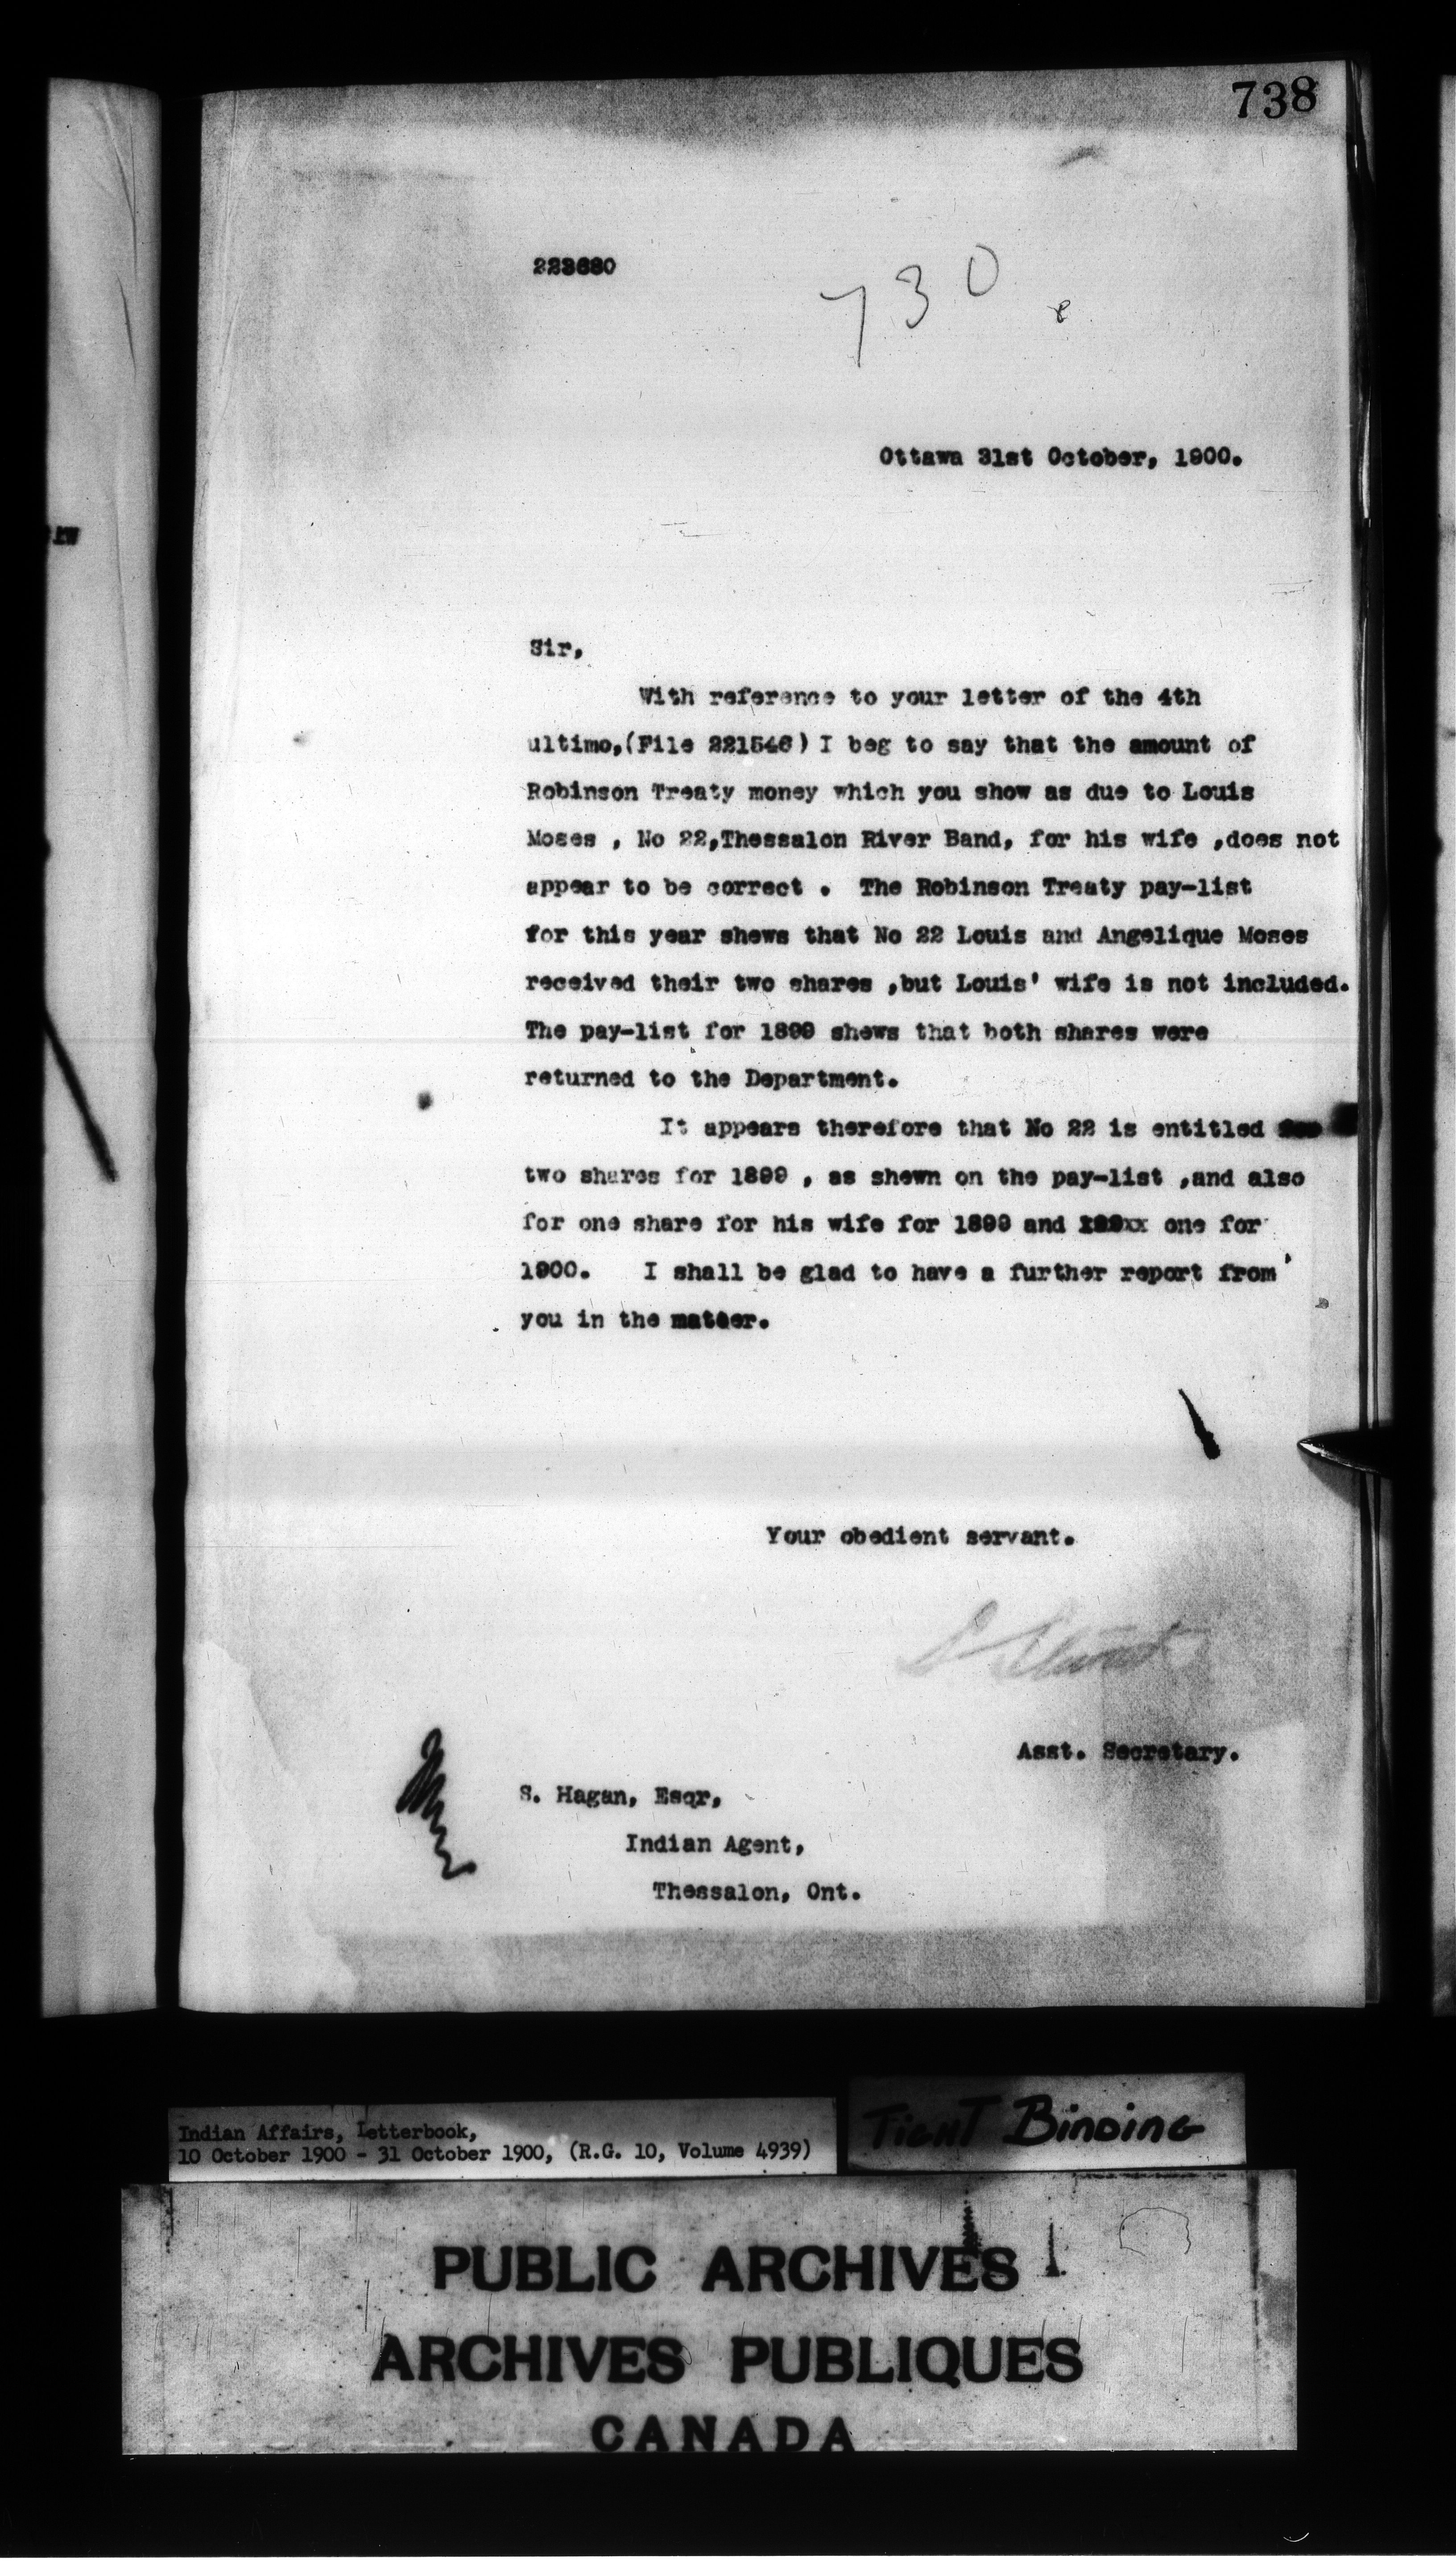 738
730
Ottawa 31st October, 1900.
Sir,
With reference to your letter of the 4th
ultimo,(File 221546) I beg to say that the amount of
Robinson Treaty money which you show as due to Louis
Moses , No 22,Thessalon River Band, for his wife ,does not
appear to be correct . The Robinson Treaty pay-list
for this year shews that No 22 Louis and Angelique Moses
received their two shares ,but Louis' wife is not included.
The pay-list for 1899 shews that both shares were
returned to the Department.
It appears therefore that No 22 is entitled
two shares for 1899 , as shewn on the pay-list ,and also
for one share for his wife for 1899 and one for
1900. I shall be glad to have a further report from
you in the matter.
Your obedient servant.
Asst. Secretary.
S. Hagan, Esqr,
Indian Agent,
Thessalon, Ont.
Indian Affairs, Letterbook,
10 October 1900 - 31 October 1900, (R.G. 10, Volume 4939)
TIGHT BINDING
PUBLIC ARCHIVES
ARCHIVES PUBLIQUES
CANADA